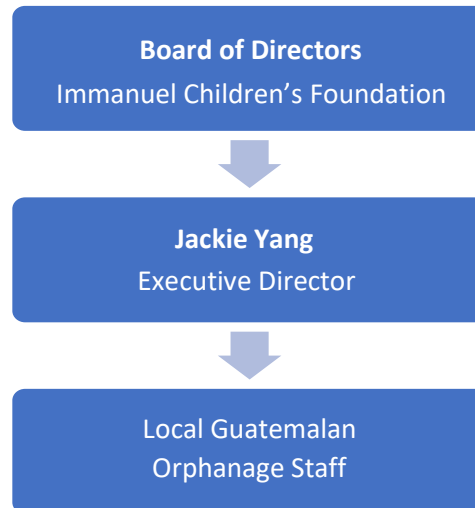 Board of Directors
Immanuel Children’s Foundation
Jackie Yang
Executive Director
Local Guatemalan
Orphanage Staff